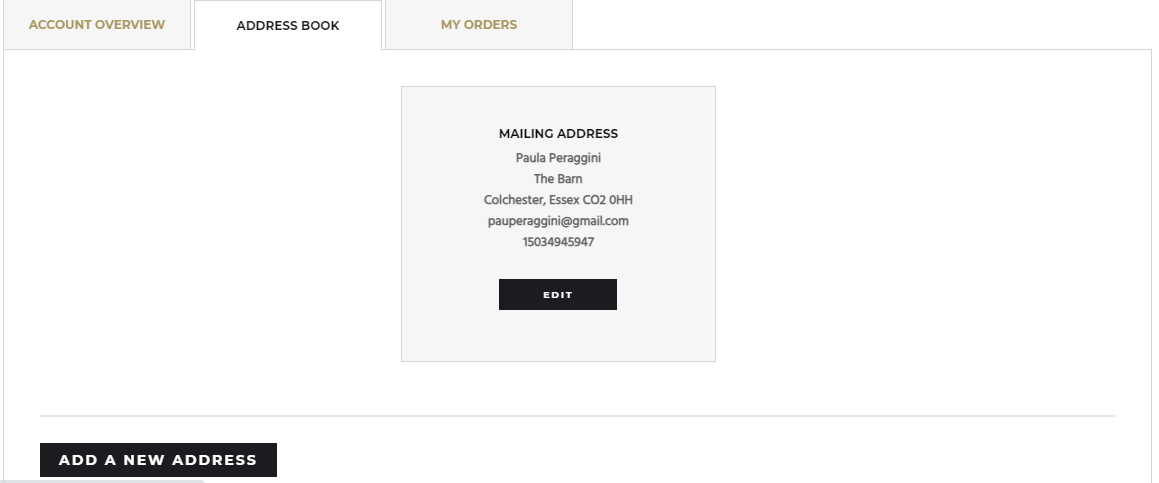 ACCOUNT OVERVIEW
ADDRESS BOOK
MY ORDERS
MAILING ADDRESS
Paula Peraggini
The Barn
Colchester, Essex CO2 0HH
pauperaggini@gmail.com
15034945947
EDIT
ADD A NEW ADDRESS